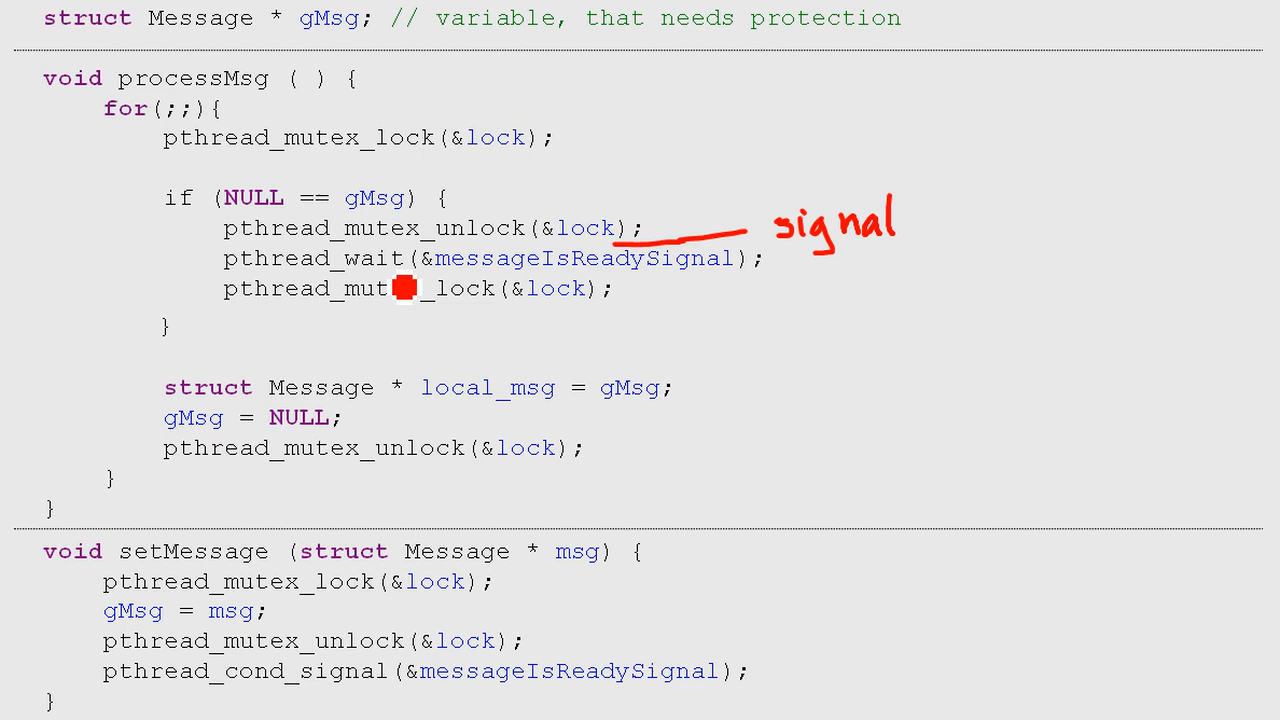 struct Message * gMsg; // variable, that needs protection
void processMsg ( ) {
for(;;){
pthread_mutex_lock(&lock);
if (NULL == gMsg) {
pthread_mutex_unlock(&lock);
signal
pthread_wait(&messageIsReadySignal);
pthread_mut _lock(&lock);
}
struct Message * local_msg = gMsg;
gMsg = NULL;
pthread_mutex_unlock(&lock);
}
}
void setMessage (struct Message * msg) {
pthread_mutex_lock(&lock);
gMsg = msg;
pthread_mutex_unlock(&lock);
pthread_cond_signal(&messageIsReadySignal);
}